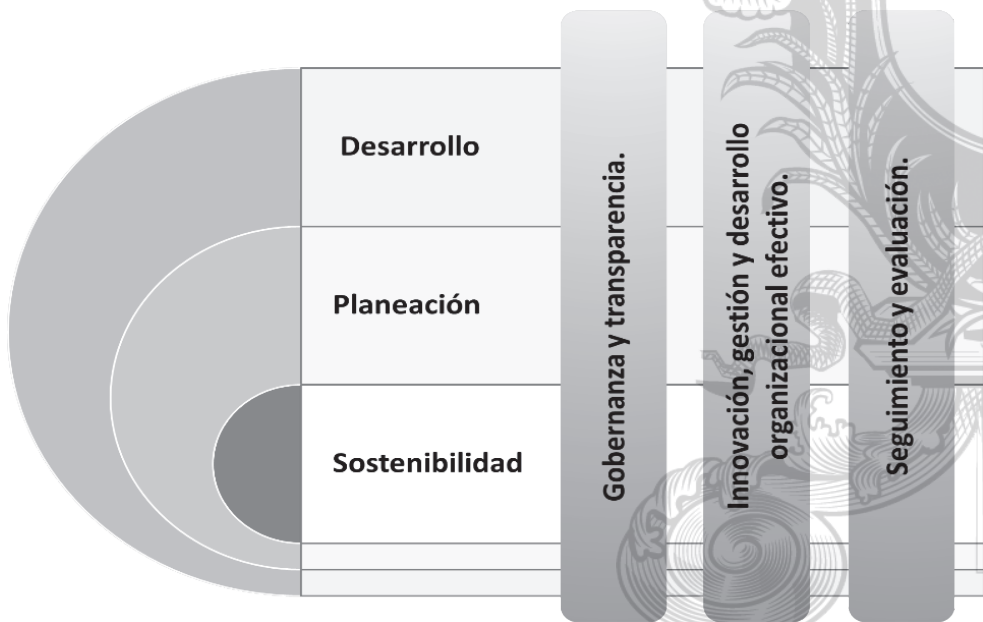 Desarrollo
Planeación
Sostenibilidad
Gobernanza y transparencia.
Innovación, gestión y desarrollo
organizacional efectivo.
Seguimiento y evaluación.